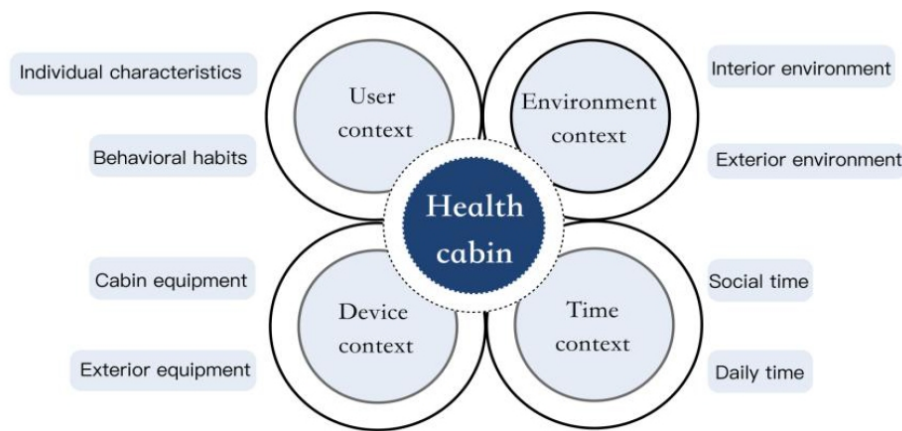 Individual characteristics
Behavioral habits
User
context
Environment
context
Interior environment
Exterior environment
Health
cabin
Cabin equipment
Exterior equipment
Device
context
Time
context
Social time
Daily time